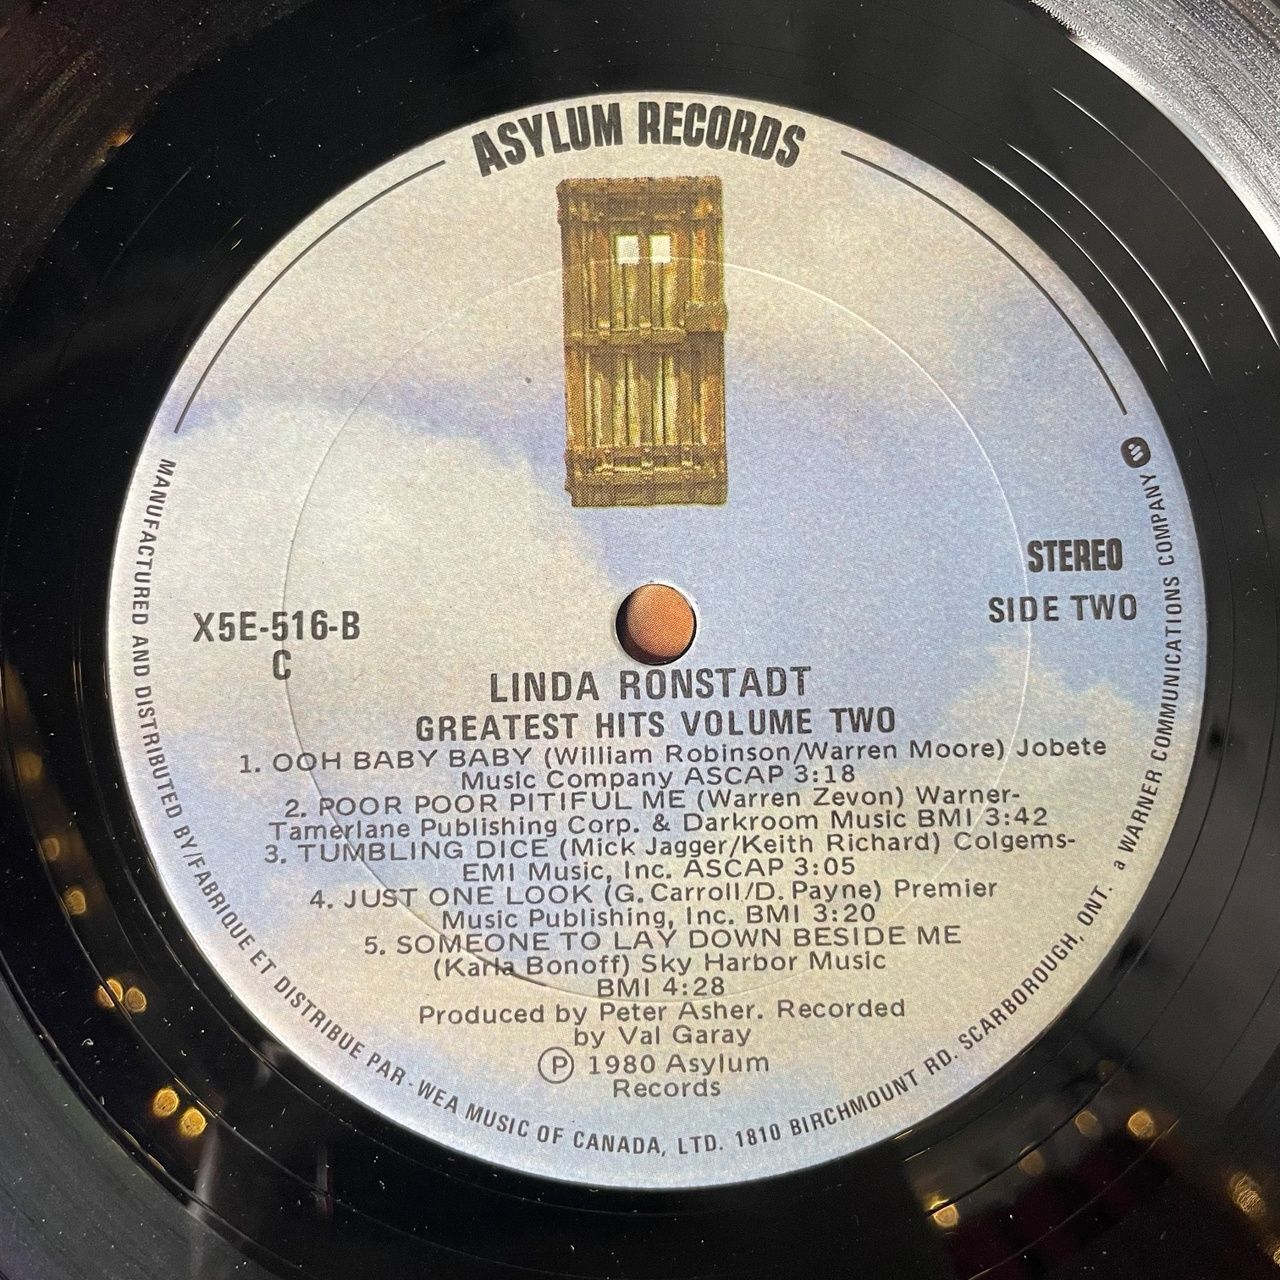 ASYLUM RECORDS
STEREO
SIDE TWO
X5E-516-B
C
LINDA RONSTADT
GREATEST HITS VOLUME TWO
1. OOH BABY BABY (William Robinson/Warren Moore) Jobete
Music Company ASCAP 3:18
2. POOR POOR PITIFUL ME (Warren Zevon) Warner-
Tamerlane Publishing Corp. & Darkroom Music BMI 3:42
3. TUMBLING DICE (Mick Jagger/Keith Richard) Colgems-
EMI Music, Inc. ASCAP 3:05
4. JUST ONE LOOK (G. Carroll/D. Payne) Premier
Music Publishing, Inc. BMI 3:20
5. SOMEONE TO LAY DOWN BESIDE ME
(Karla Bonoff) Sky Harbor Music
BMI 4:28
Produced by Peter Asher. Recorded
by Val Garay
Ⓟ 1980 Asylum
Records
MANUFACTURED AND DISTRIBUTED BY/FABRIQUE ET DISTRIBUE PAR - WEA MUSIC OF CANADA, LTD. 1810 BIRCHMOUNT RD. SCARBOROUGH, ONT. a WARNER COMMUNICATIONS COMPANY